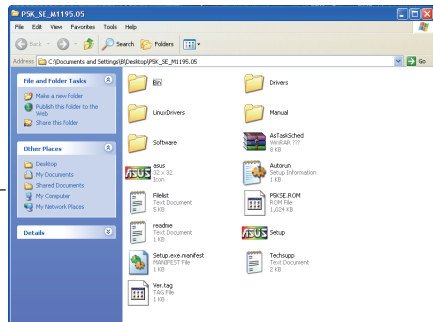 P5K_SE_M1195.05
File Edit View Favorites Tools Help
Back Search Folders
Address C:\Documents and Settings\B\Desktop\P5K_SE_M1195.05 Go
File and Folder Tasks
Make a new folder
Publish this folder to the Web
Share this folder
Other Places
Desktop
My Documents
Shared Documents
My Computer
My Network Places
Details
Bin
Drivers
LinuxDrivers
Manual
Software
AsTaskSched
WinRAR ???
8 KB
asus
32 x 32
Icon
Autorun
Setup Information
1 KB
Filelist
Text Document
5 KB
P5KSE.ROM
ROM File
1,024 KB
readme
Text Document
1 KB
Setup
Setup.exe.manifest
MANIFEST File
1 KB
Techsupp
Text Document
2 KB
Ver.tag
TAG File
1 KB